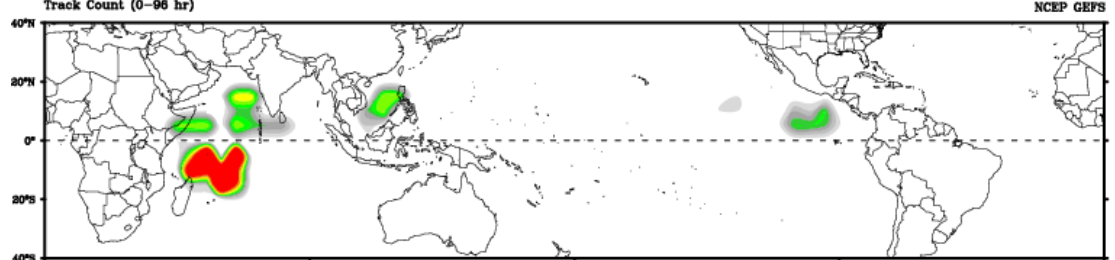 Track Count (0-96 hr)
NCEP GEFS
40°N
20°N
0°
20°S
40°S